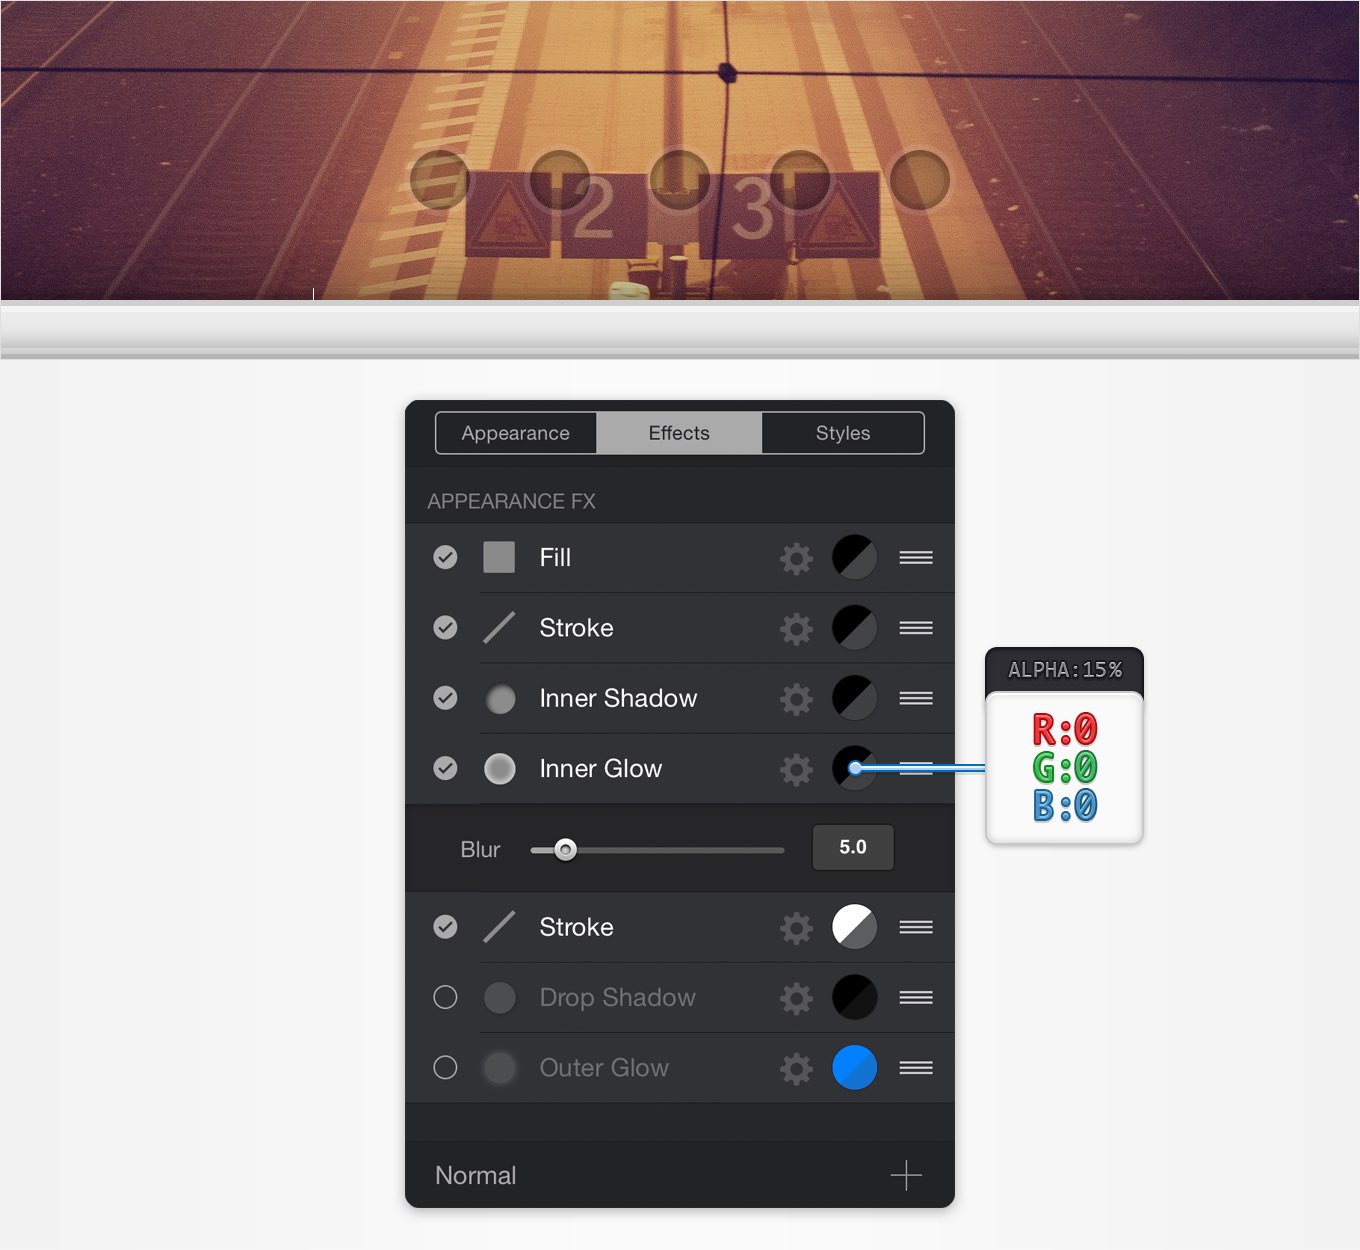 2 3
Appearance Effects Styles
APPEARANCE FX
Fill
Stroke
Inner Shadow
ALPHA:15%
R:0
Inner Glow
G:0
B:0
Blur 5.0
Stroke
Drop Shadow
Outer Glow
Normal